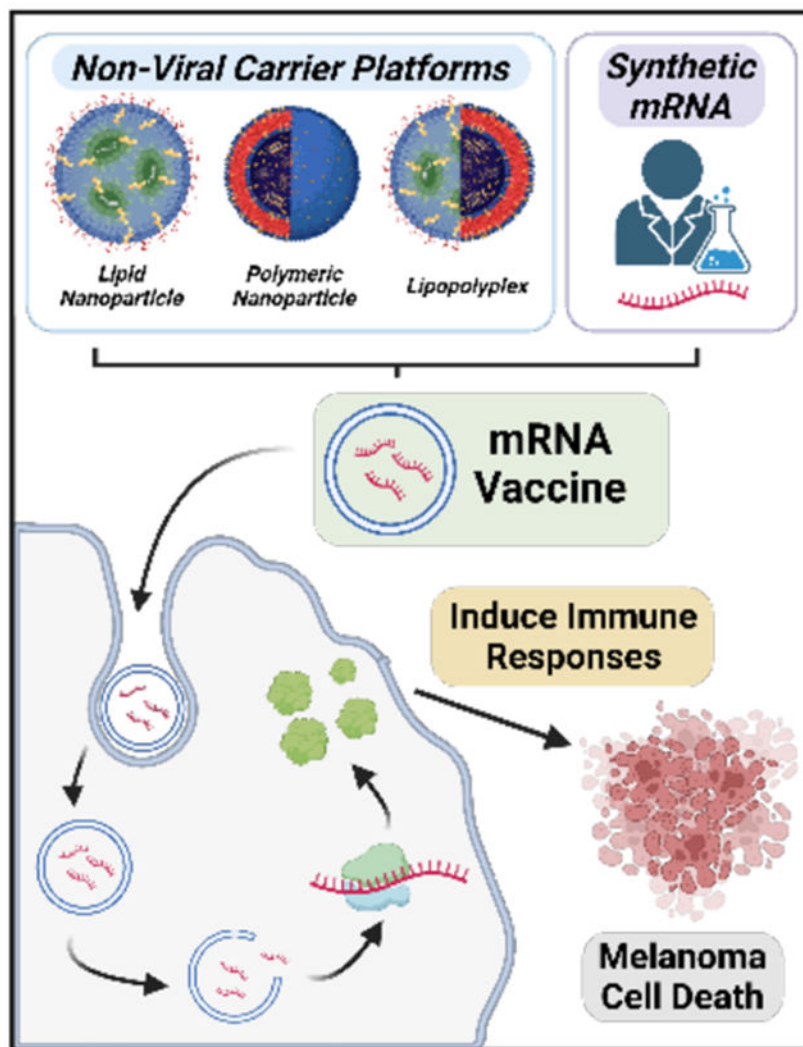 Non-Viral Carrier Platforms
Lipid
Nanoparticle
Polymeric
Nanoparticle
Lipopolyplex
Synthetic
mRNA
mRNA
Vaccine
Induce Immune
Responses
Melanoma
Cell Death